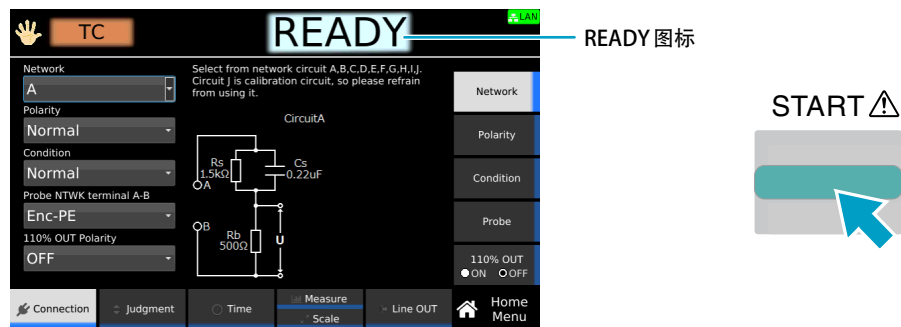 TC
READY
LAN
READY 图标
Network
A
Polarity
Normal
Condition
Normal
Probe NTWK terminal A-B
Enc-PE
110% OUT Polarity
OFF
Select from network circuit A,B,C,D,E,F,G,H,I,J.
Circuit J is calibration circuit, so please refrain
from using it.
CircuitA
Rs
1.5kΩ
Cs
0.22uF
A
B
Rb
500Ω
U
Network
Polarity
Condition
Probe
110% OUT
ON OFF
START
Connection
Judgment
Time
Measure
Scale
Line OUT
Home
Menu